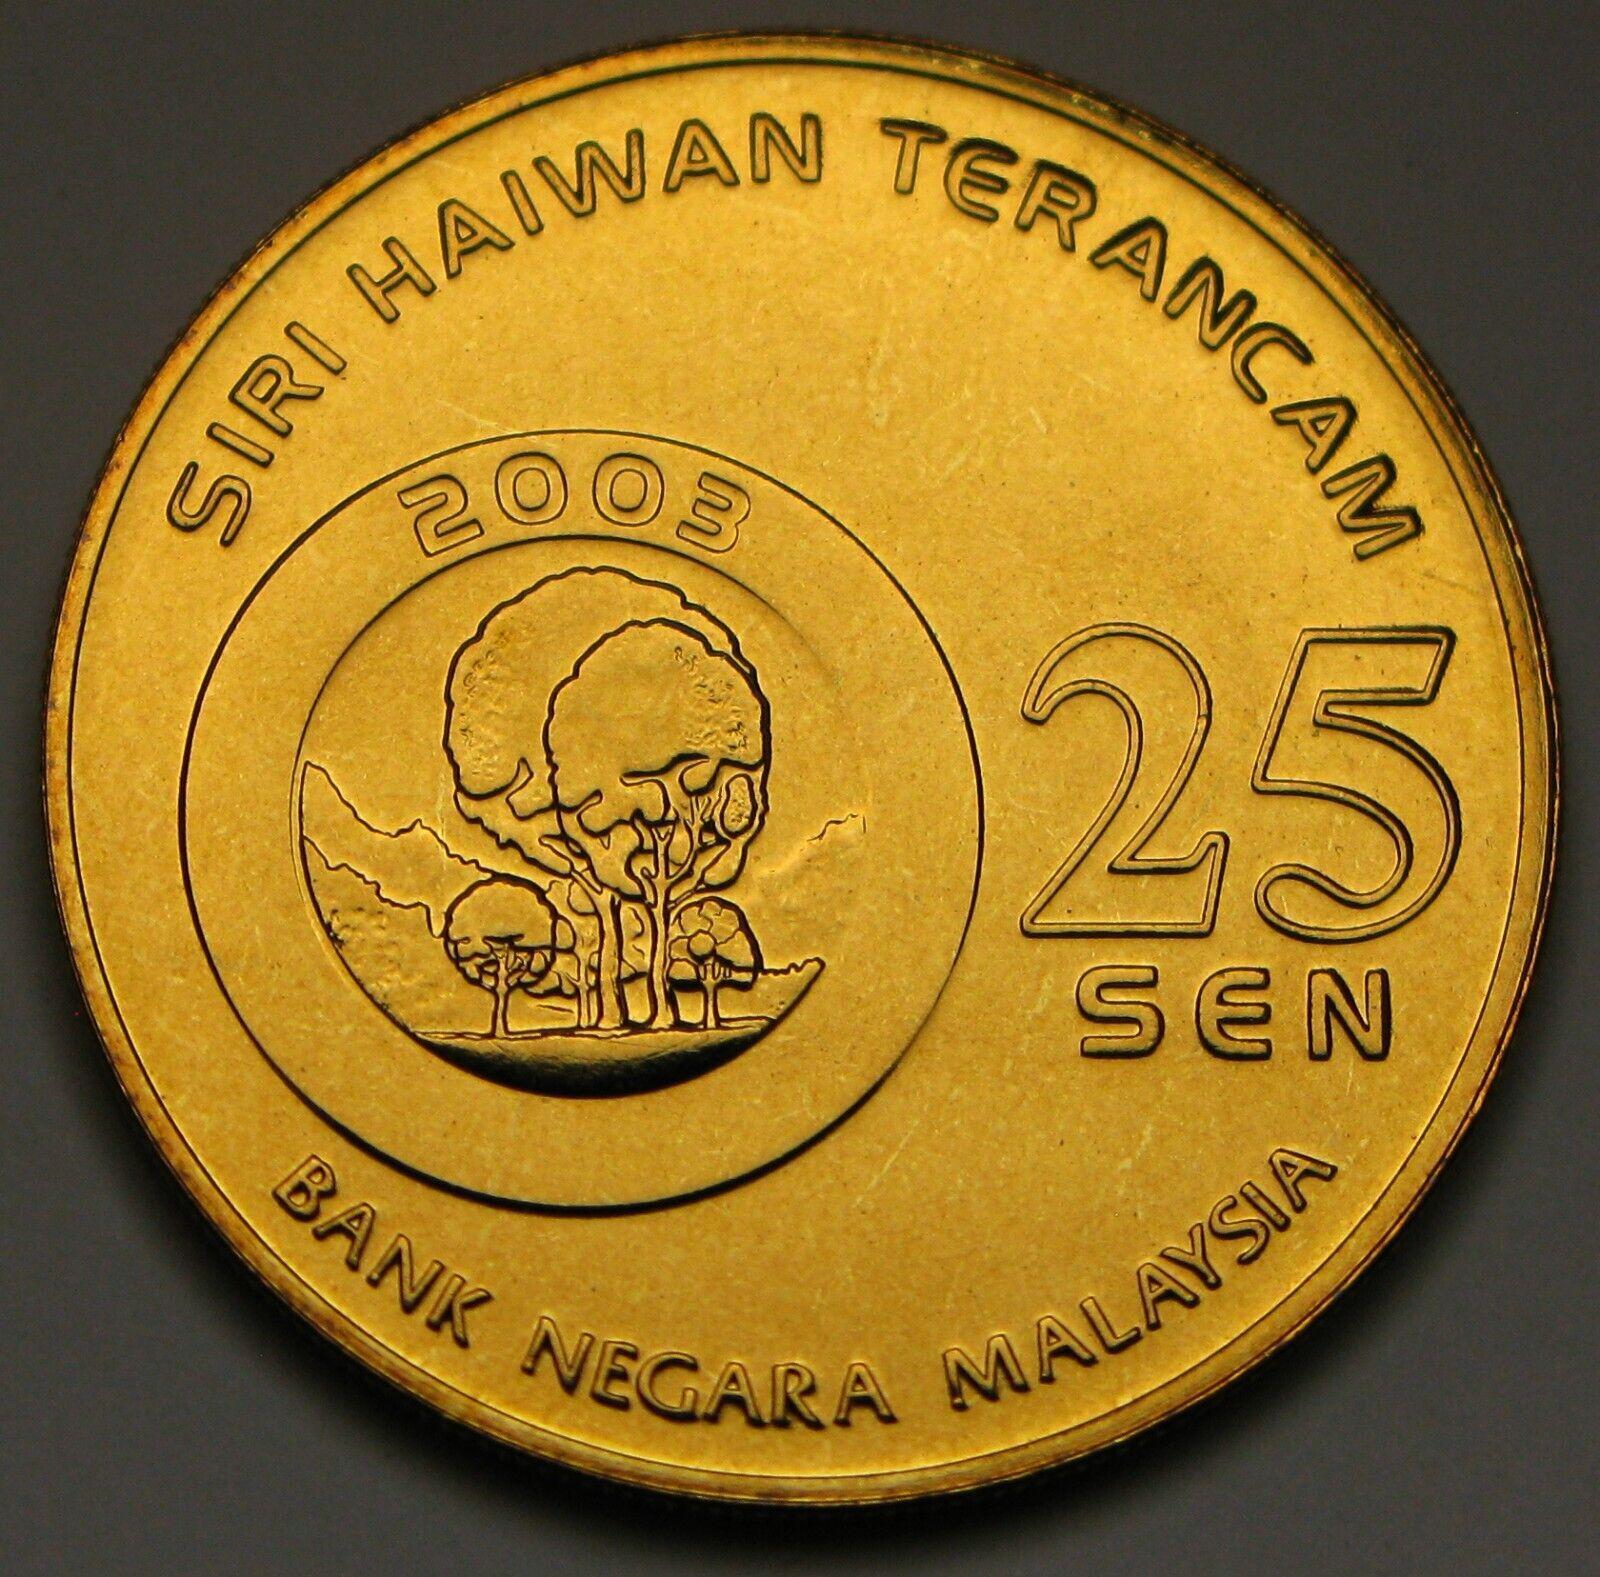 SIRI HAIWAN TERANCAM
2003
25
SEN
BANK NEGARA MALAYSIA